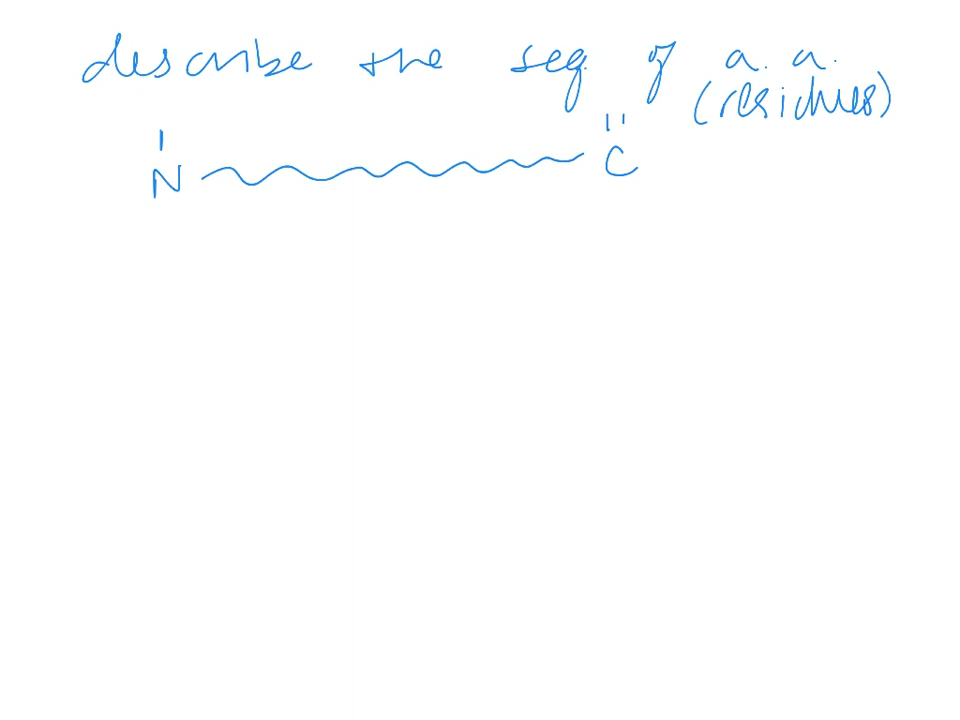 describe the seq. of a. a.
(residues)
N C